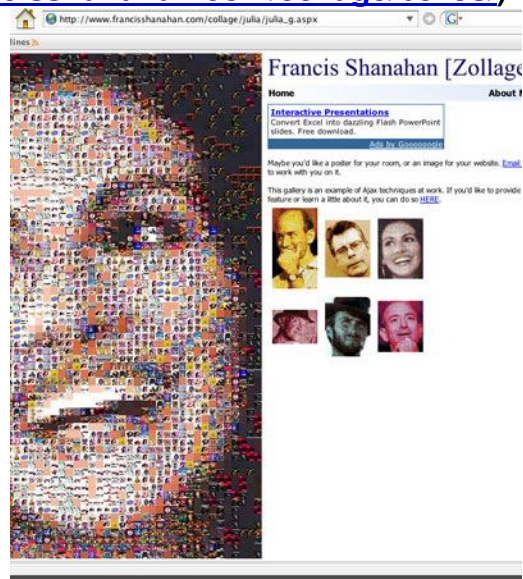 http://www.francisshanahan.com/collage/julia/julia_g.aspx
G
lines
Francis Shanahan [Zollage
Home
About M
Interactive Presentations
Convert Excel into dazzling Flash PowerPoint
slides. Free download.
Ads by Goooooogle
Maybe you'd like a poster for your room, or an image for your website. Email
to work with you on it.
This gallery is an example of Ajax techniques at work. If you'd like to provide
feature or learn a little about it, you can do so HERE.